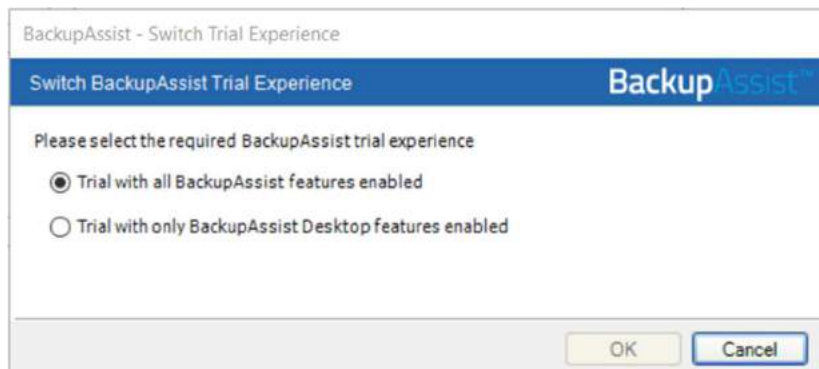 BackupAssist - Switch Trial Experience
Switch BackupAssist Trial Experience
BackupAssist™
Please select the required BackupAssist trial experience
Trial with all BackupAssist features enabled
Trial with only BackupAssist Desktop features enabled
OK
Cancel